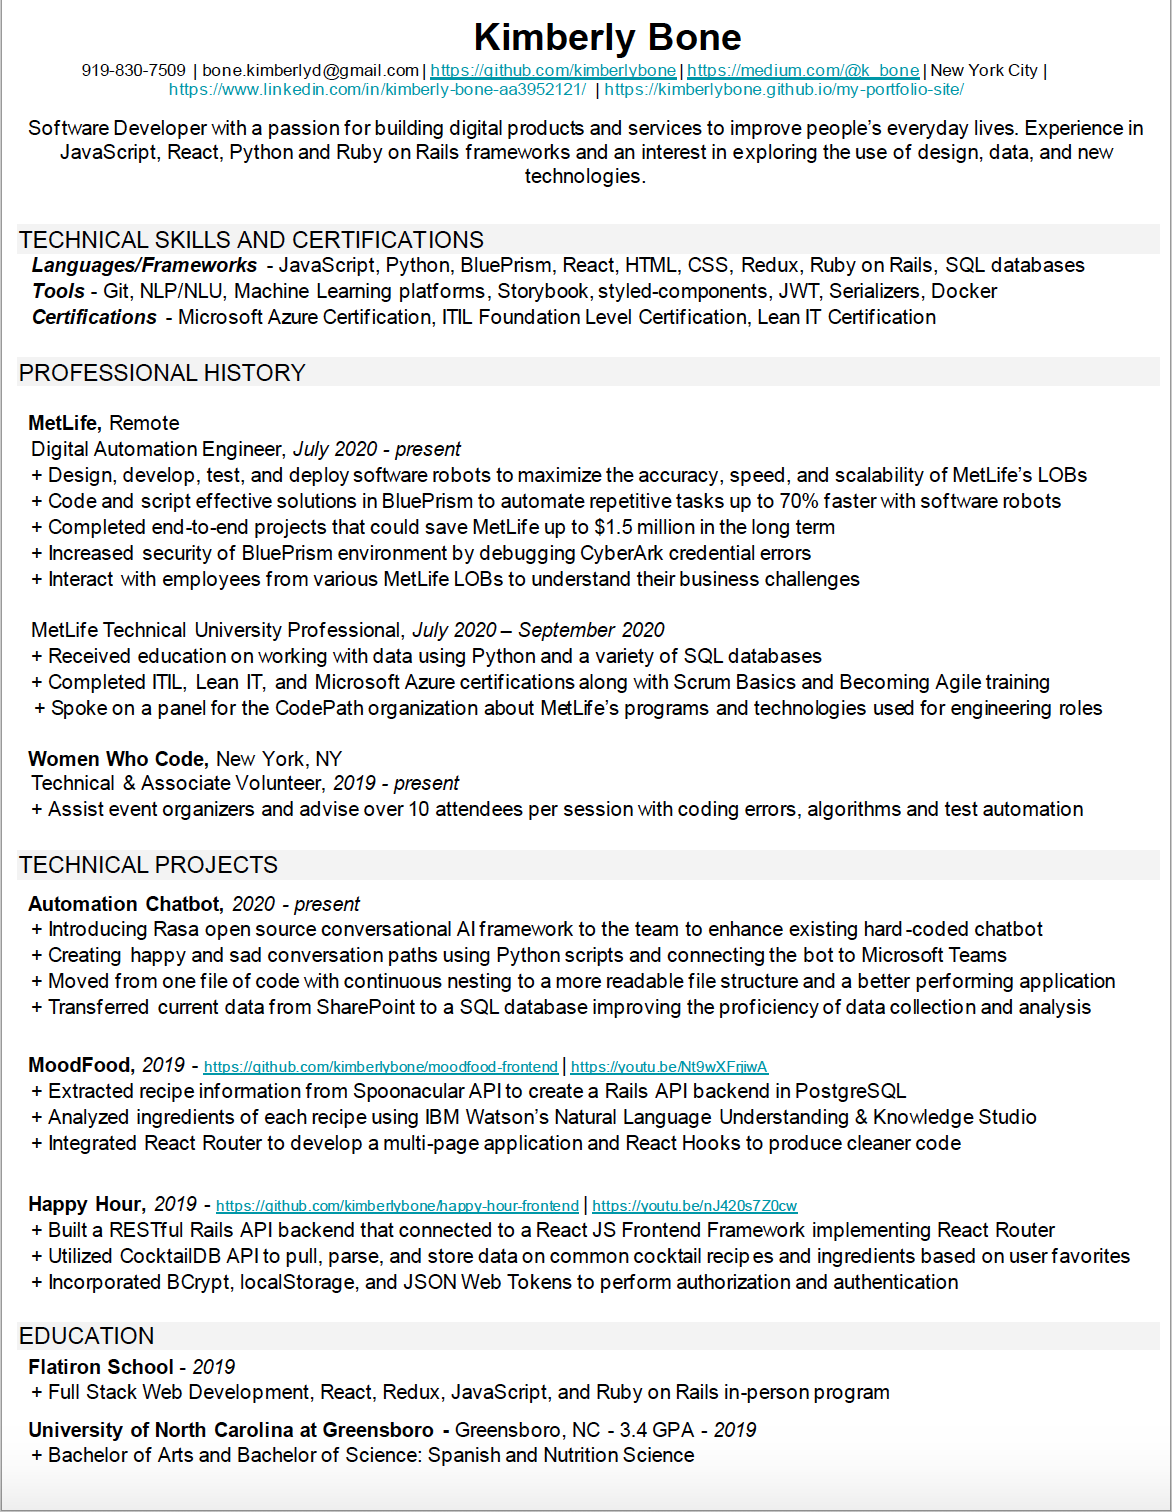 Kimberly Bone
919-830-7509 | bone.kimberlyd@gmail.com | https://github.com/kimberlybone | https://medium.com/@k_bone | New York City |
https://www.linkedin.com/in/kimberly-bone-aa3952121/ | https://kimberlybone.github.io/my-portfolio-site/
Software Developer with a passion for building digital products and services to improve people's everyday lives. Experience in
JavaScript, React, Python and Ruby on Rails frameworks and an interest in exploring the use of design, data, and new
technologies.
TECHNICAL SKILLS AND CERTIFICATIONS
Languages/Frameworks - JavaScript, Python, BluePrism, React, HTML, CSS, Redux, Ruby on Rails, SQL databases
Tools - Git, NLP/NLU, Machine Learning platforms, Storybook, styled-components, JWT, Serializers, Docker
Certifications - Microsoft Azure Certification, ITIL Foundation Level Certification, Lean IT Certification
PROFESSIONAL HISTORY
MetLife, Remote
Digital Automation Engineer, July 2020 - present
+ Design, develop, test, and deploy software robots to maximize the accuracy, speed, and scalability of MetLife's LOBs
+ Code and script effective solutions in BluePrism to automate repetitive tasks up to 70% faster with software robots
+ Completed end-to-end projects that could save MetLife up to $1.5 million in the long term
+ Increased security of BluePrism environment by debugging CyberArk credential errors
+ Interact with employees from various MetLife LOBs to understand their business challenges
MetLife Technical University Professional, July 2020 – September 2020
+ Received education on working with data using Python and a variety of SQL databases
+ Completed ITIL, Lean IT, and Microsoft Azure certifications along with Scrum Basics and Becoming Agile training
+ Spoke on a panel for the CodePath organization about MetLife's programs and technologies used for engineering roles
Women Who Code, New York, NY
Technical & Associate Volunteer, 2019 - present
+ Assist event organizers and advise over 10 attendees per session with coding errors, algorithms and test automation
TECHNICAL PROJECTS
Automation Chatbot, 2020 - present
+ Introducing Rasa open source conversational AI framework to the team to enhance existing hard-coded chatbot
+ Creating happy and sad conversation paths using Python scripts and connecting the bot to Microsoft Teams
+ Moved from one file of code with continuous nesting to a more readable file structure and a better performing application
+ Transferred current data from SharePoint to a SQL database improving the proficiency of data collection and analysis
MoodFood, 2019 - https://github.com/kimberlybone/moodfood-frontend | https://youtu.be/Nt9wXFrjiwA
+ Extracted recipe information from Spoonacular API to create a Rails API backend in PostgreSQL
+ Analyzed ingredients of each recipe using IBM Watson's Natural Language Understanding & Knowledge Studio
+ Integrated React Router to develop a multi-page application and React Hooks to produce cleaner code
Happy Hour, 2019 - https://github.com/kimberlybone/happy-hour-frontend | https://youtu.be/nJ420s7Z0cw
+ Built a RESTful Rails API backend that connected to a React JS Frontend Framework implementing React Router
+ Utilized CocktailDB API to pull, parse, and store data on common cocktail recipes and ingredients based on user favorites
+ Incorporated BCrypt, localStorage, and JSON Web Tokens to perform authorization and authentication
EDUCATION
Flatiron School - 2019
+ Full Stack Web Development, React, Redux, JavaScript, and Ruby on Rails in-person program
University of North Carolina at Greensboro - Greensboro, NC - 3.4 GPA - 2019
+ Bachelor of Arts and Bachelor of Science: Spanish and Nutrition Science